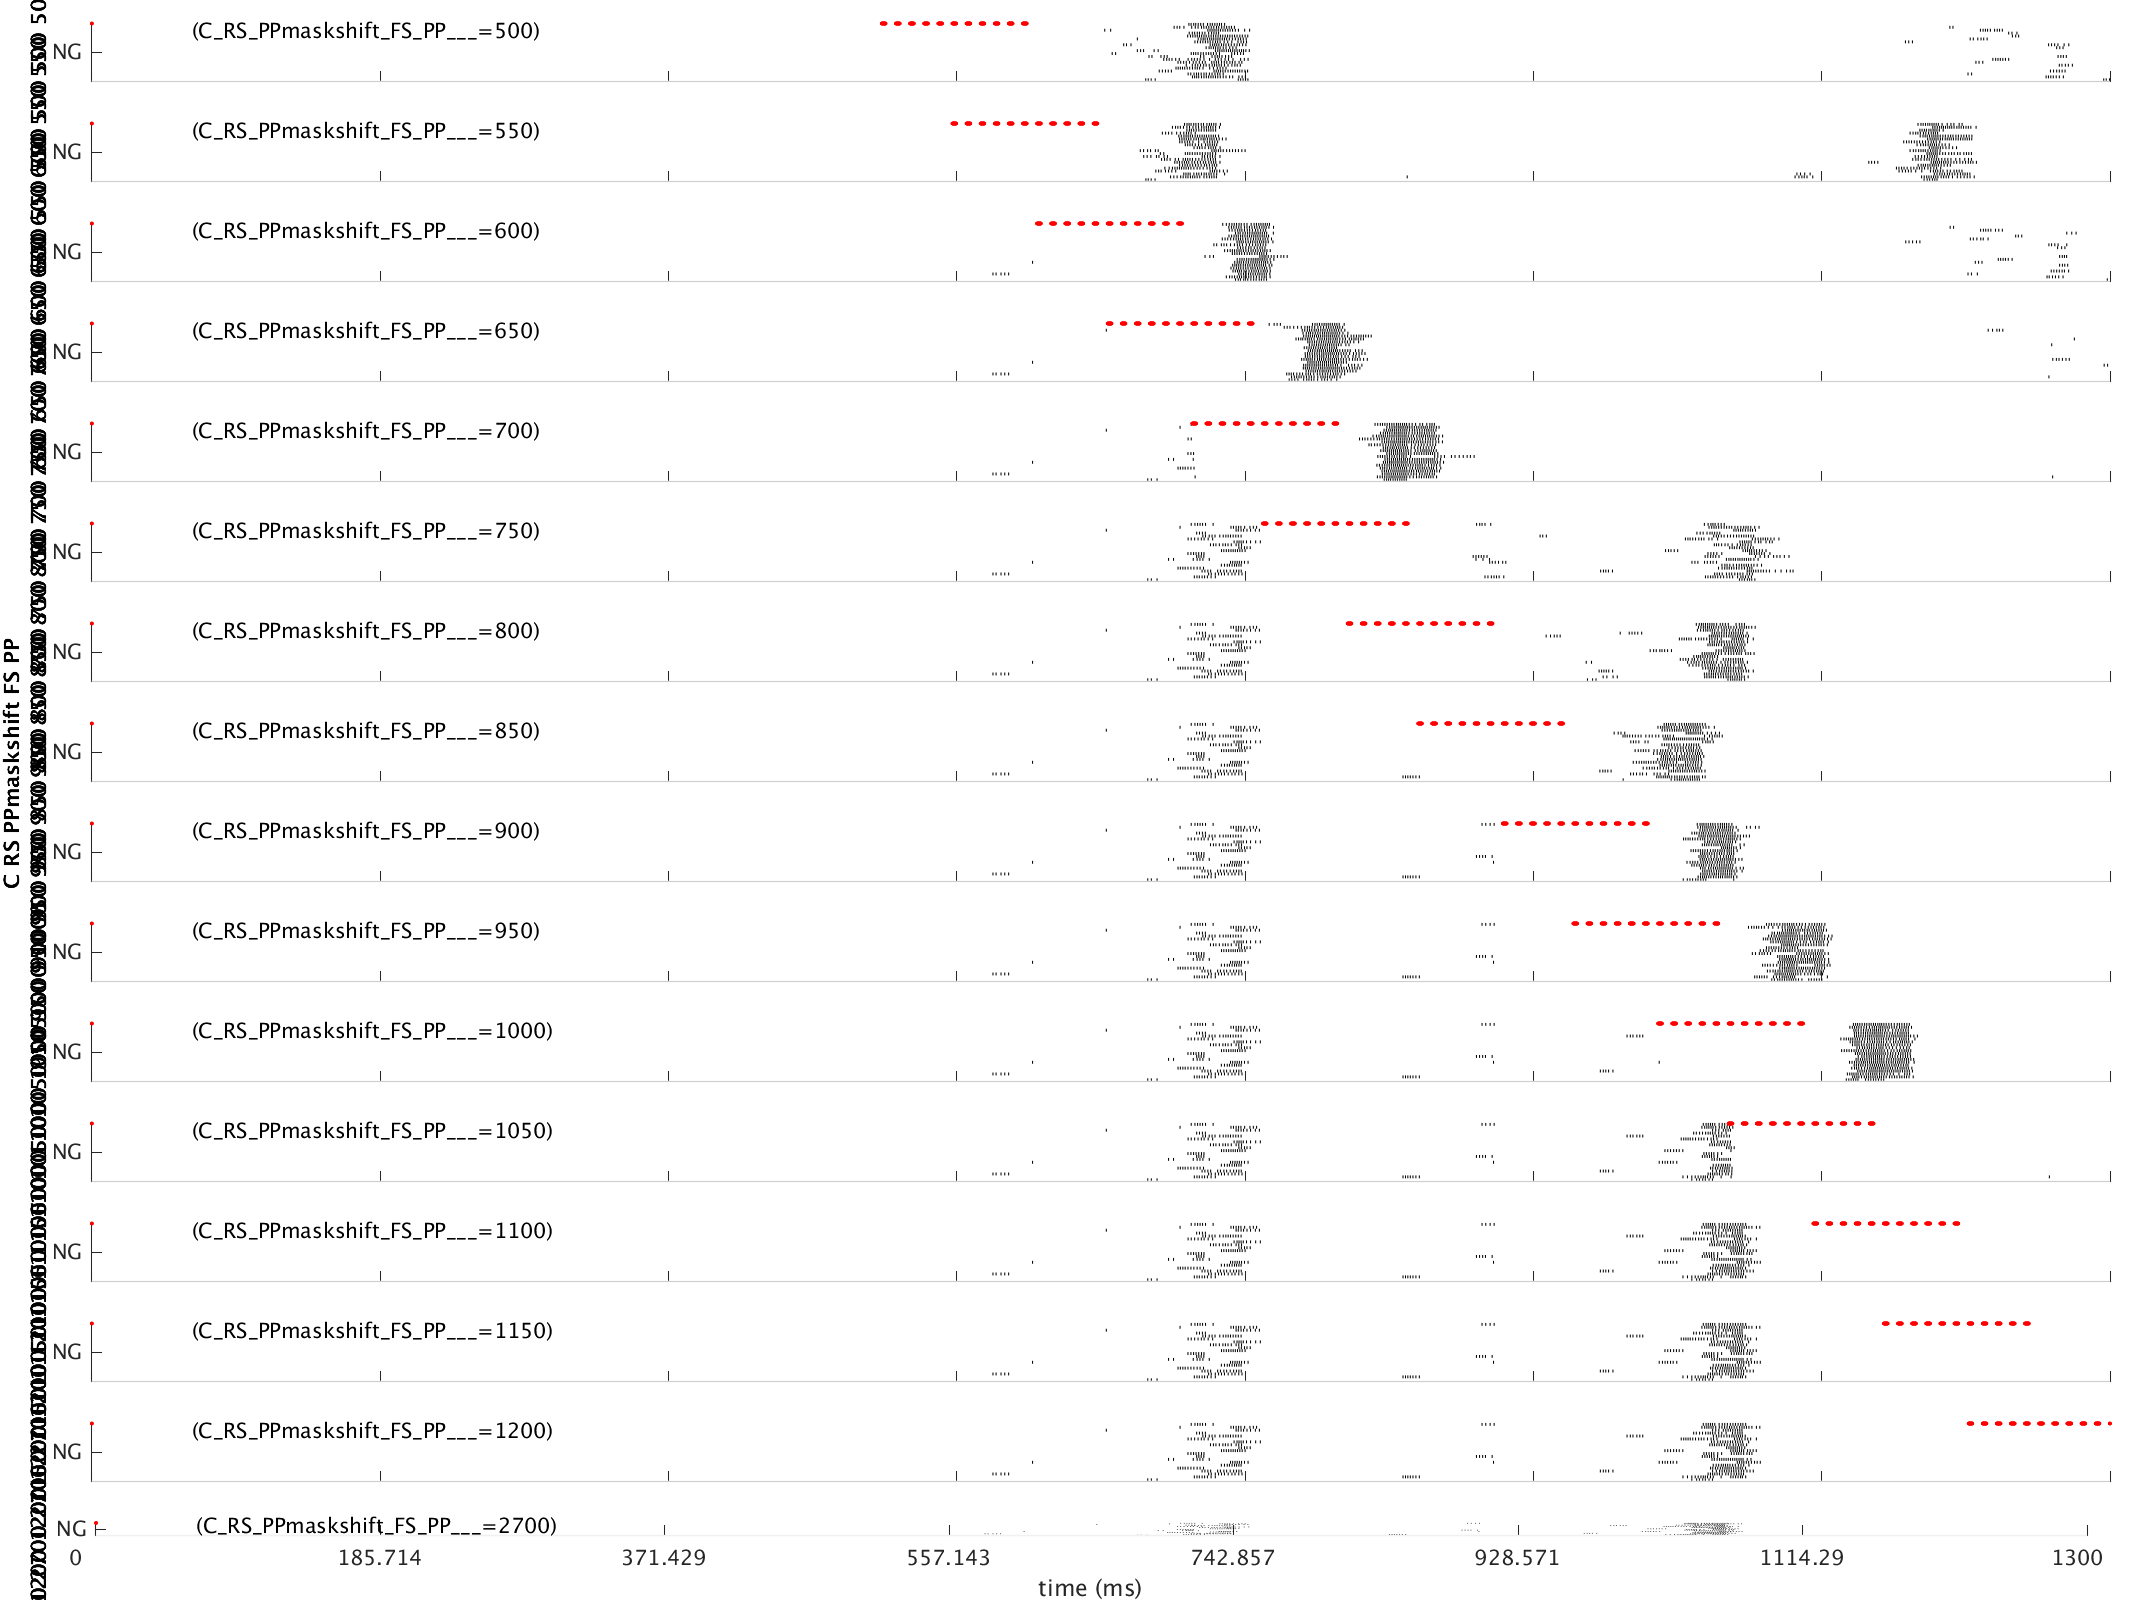 (C_RS_PPmaskshift_FS_PP___=500)
NG
(C_RS_PPmaskshift_FS_PP___=550)
NG
(C_RS_PPmaskshift_FS_PP___=600)
NG
(C_RS_PPmaskshift_FS_PP___=650)
NG
(C_RS_PPmaskshift_FS_PP___=700)
NG
(C_RS_PPmaskshift_FS_PP___=750)
NG
(C_RS_PPmaskshift_FS_PP___=800)
NG
(C_RS_PPmaskshift_FS_PP___=850)
NG
(C_RS_PPmaskshift_FS_PP___=900)
NG
(C_RS_PPmaskshift_FS_PP___=950)
NG
(C_RS_PPmaskshift_FS_PP___=1000)
NG
(C_RS_PPmaskshift_FS_PP___=1050)
NG
(C_RS_PPmaskshift_FS_PP___=1100)
NG
(C_RS_PPmaskshift_FS_PP___=1150)
NG
(C_RS_PPmaskshift_FS_PP___=1200)
NG
(C_RS_PPmaskshift_FS_PP___=2700)
NG
0 185.714 371.429 557.143 742.857 928.571 1114.29 1300
time (ms)
C RS PPmaskshift FS PP